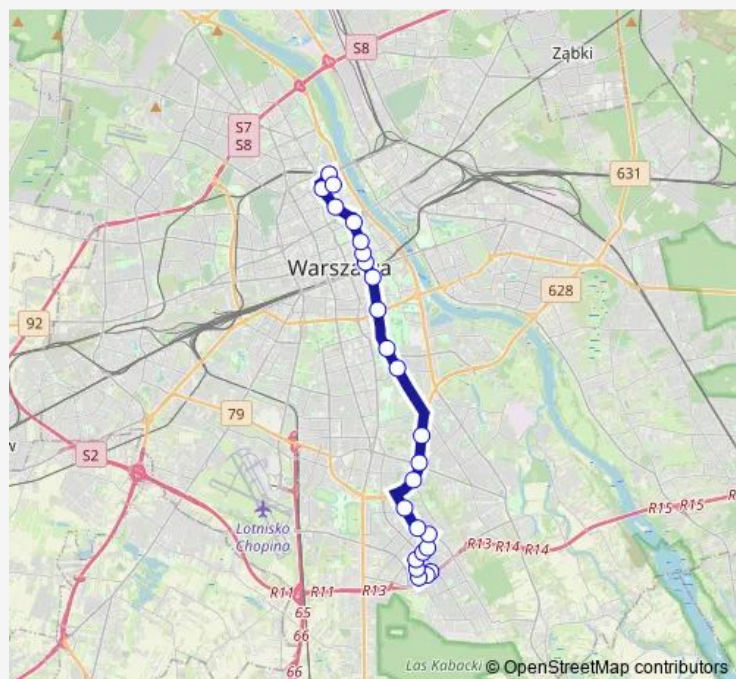 S8
Ząbki
S7
S8
631
Warszawa
628
92
79
S2
R15 R15 R
Lotnisko
Chopina
R13 R14 R14
R11 R11 R13
65
66
66
Las Kabacki © OpenStreetMap contributors